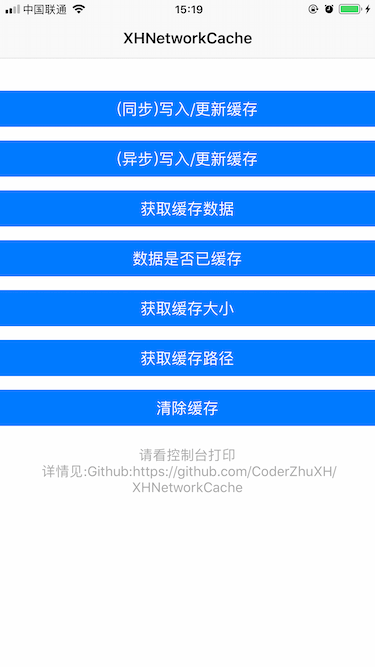 中国联通
15:19
XHNetworkCache
(同步)写入/更新缓存
(异步)写入/更新缓存
获取缓存数据
数据是否已缓存
获取缓存大小
获取缓存路径
清除缓存
请看控制台打印
详情见:Github:https://github.com/CoderZhuXH/
XHNetworkCache